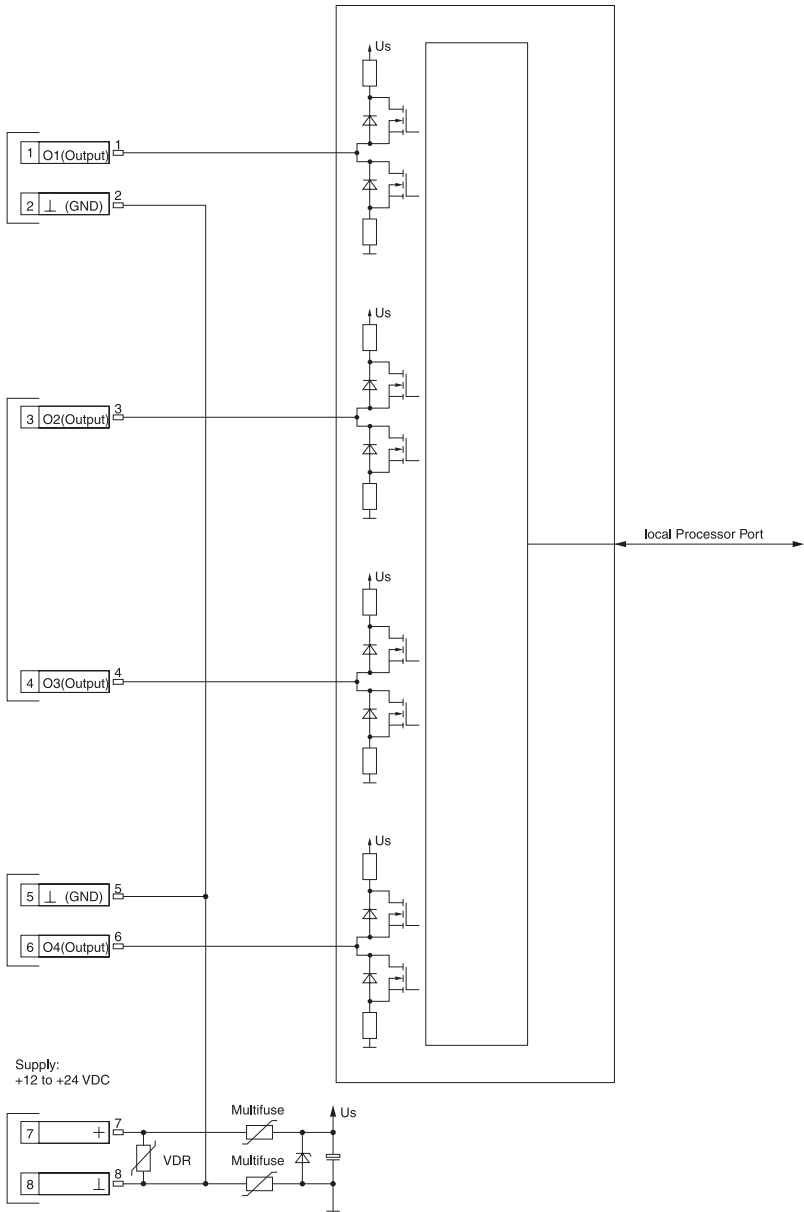 Us
1 O1(Output) 1
2 ⊥ (GND) 2
Us
3 O2(Output) 3
local Processor Port
Us
4 O3(Output) 4
Us
5 ⊥ (GND) 5
6 O4(Output) 6
Supply:
+12 to +24 VDC
Multifuse
Us
7 + 7
VDR
Multifuse
8 ⊥ 8